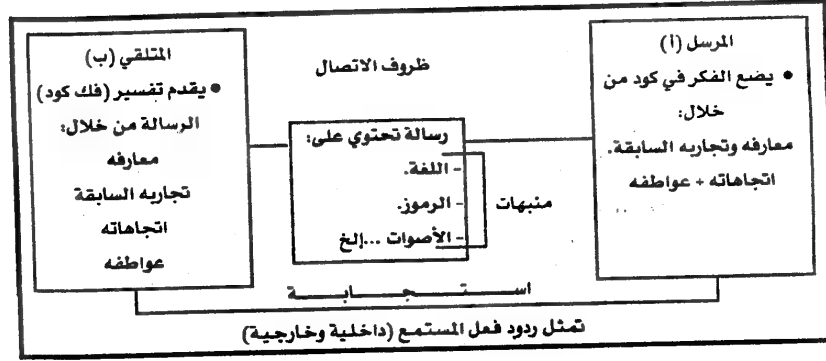 المرسل (أ)
• يضع الفكر في كود من
خلال:
معارفه وتجاربه السابقة.
اتجاهاته + عواطفه
ظروف الاتصال
رسالة تحتوي على:
- اللغة.
- الرموز.
- الأصوات ...إلخ
منبهات
المتلقي (ب)
• يقدم تفسير (فك كود)
الرسالة من خلال:
معارفه
تجاربه السابقة
اتجاهاته
عواطفه
اســتــجــابــة
تمثل ردود فعل المستمع (داخلية وخارجية)